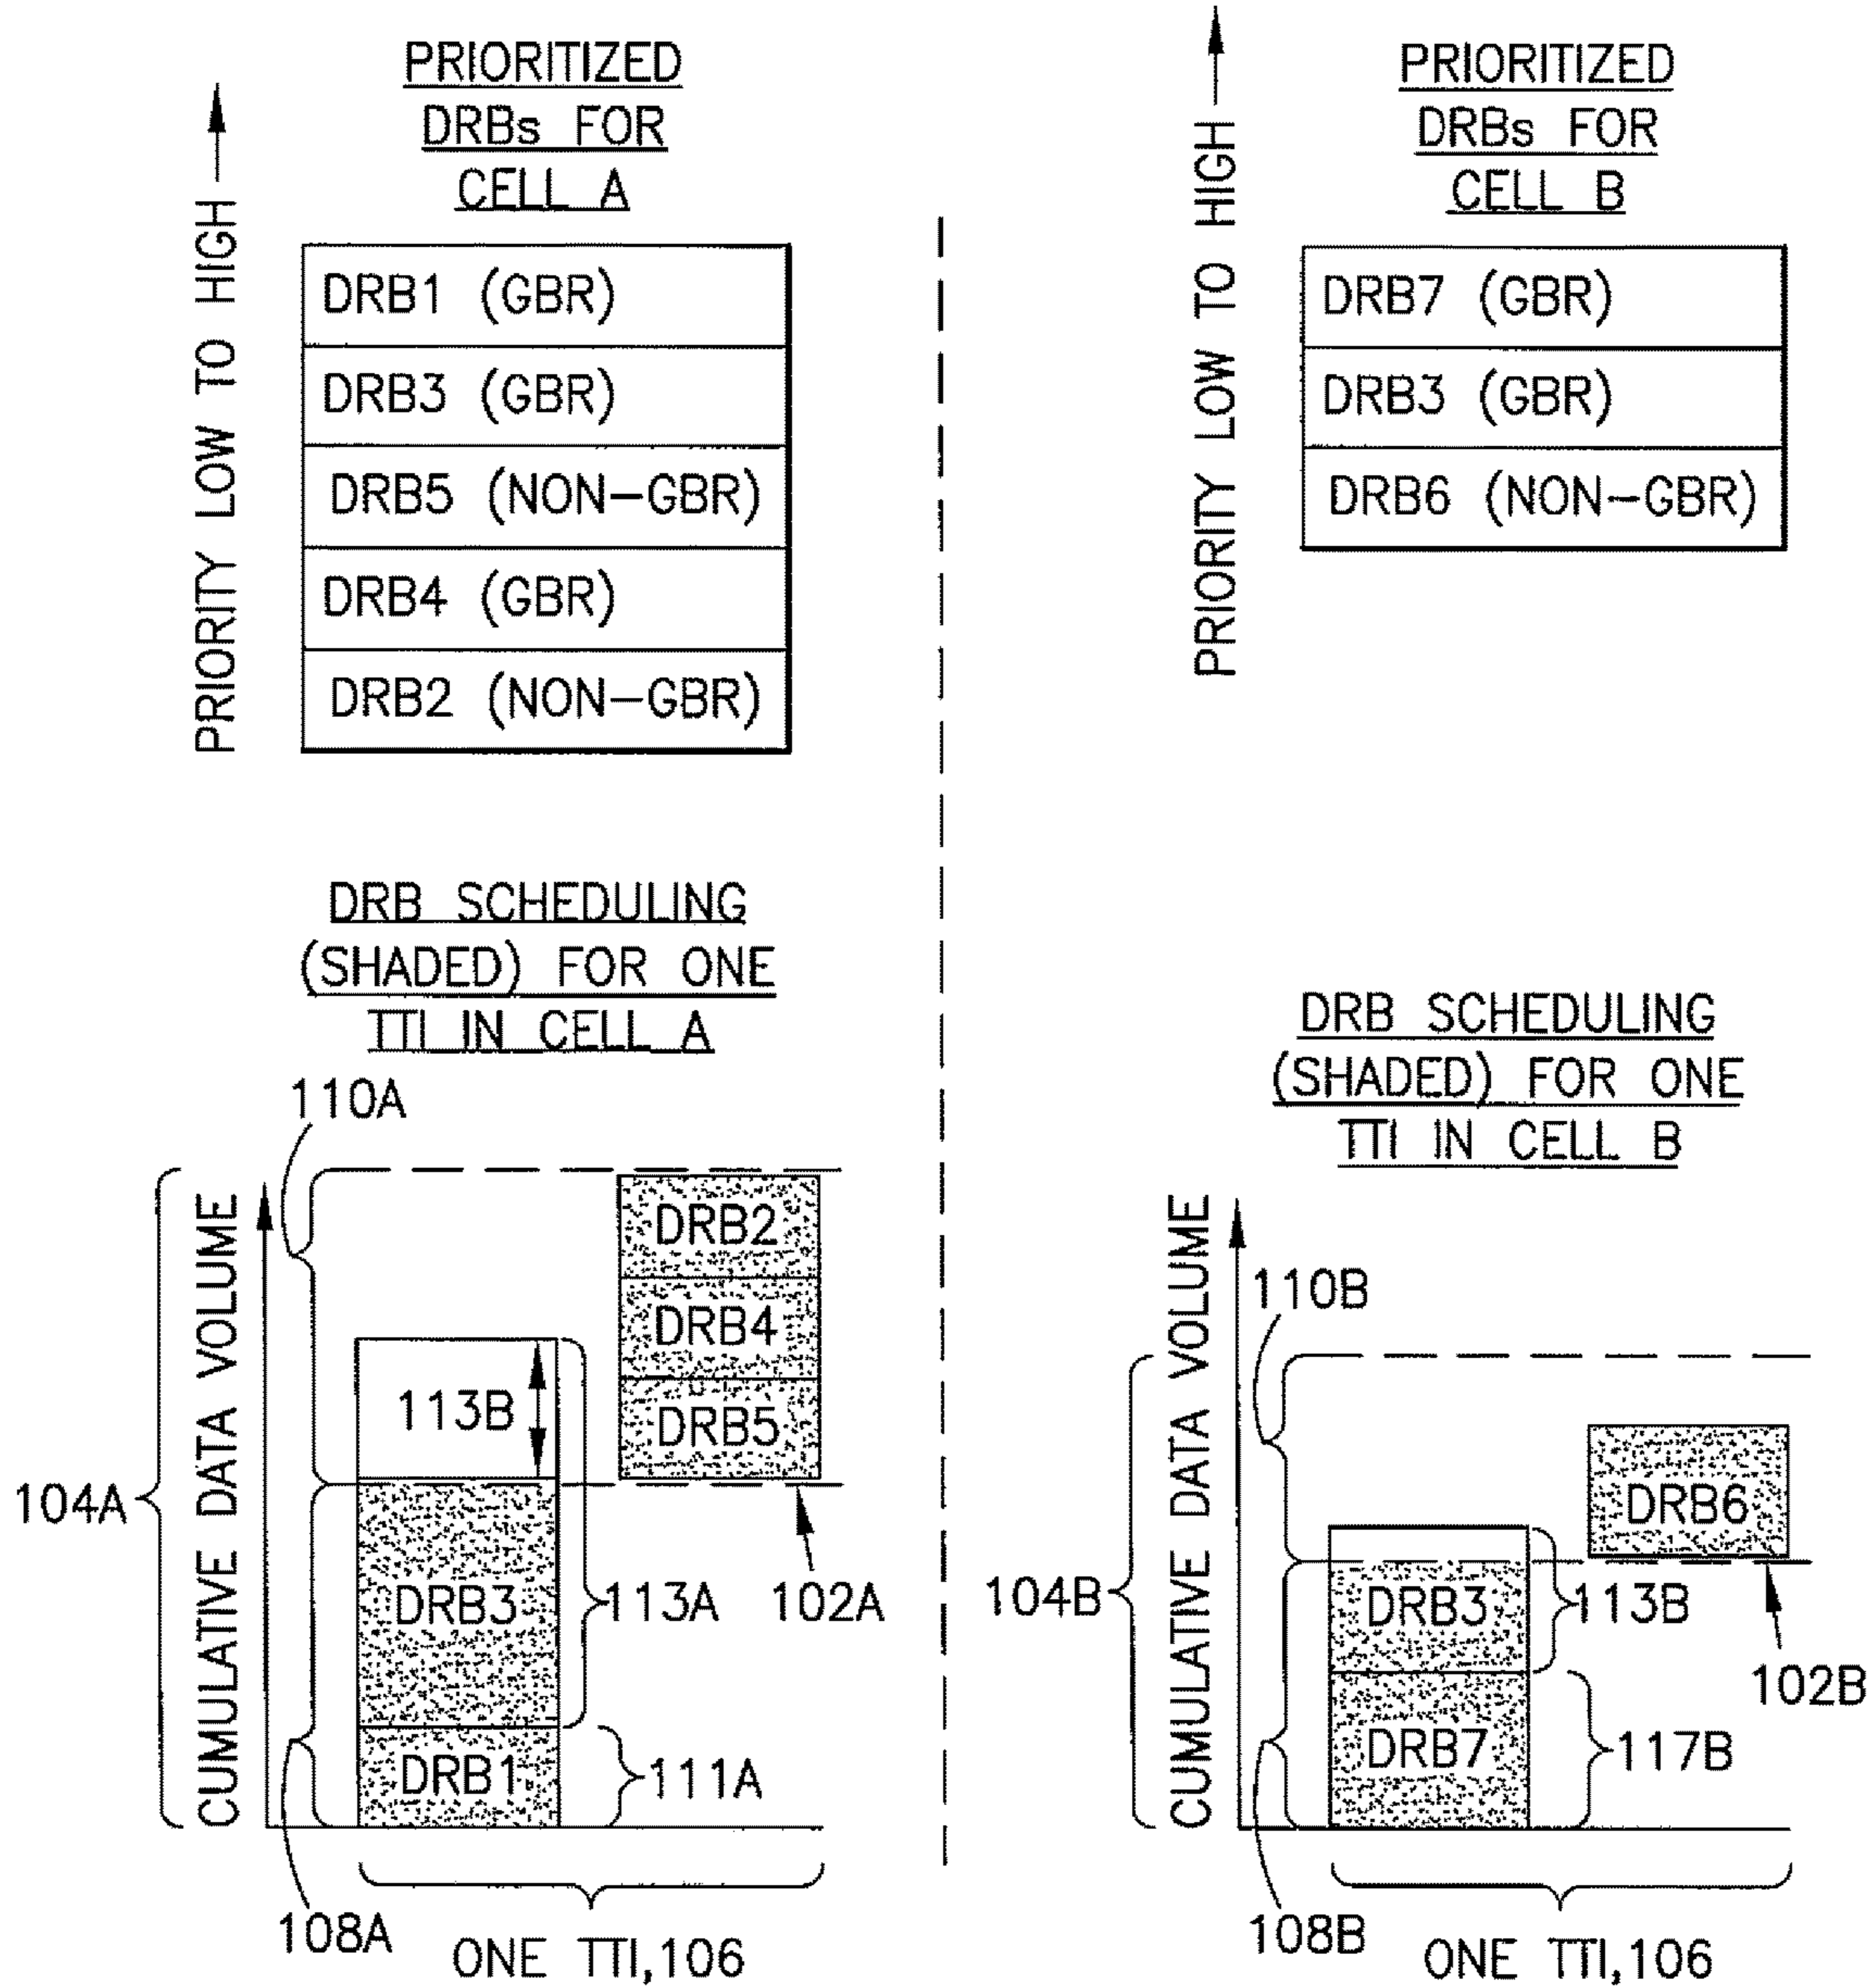 PRIORITIZED
DRBs FOR
CELL A
PRIORITY LOW TO HIGH
DRB1 (GBR)
DRB3 (GBR)
DRB5 (NON-GBR)
DRB4 (GBR)
DRB2 (NON-GBR)
PRIORITIZED
DRBs FOR
CELL B
PRIORITY LOW TO HIGH
DRB7 (GBR)
DRB3 (GBR)
DRB6 (NON-GBR)
DRB SCHEDULING
(SHADED) FOR ONE
TTI IN CELL A
110A
104A
CUMULATIVE DATA VOLUME
DRB2
DRB4
DRB5
113B
DRB3
113A
102A
DRB1
111A
108A
ONE TTI,106
DRB SCHEDULING
(SHADED) FOR ONE
TTI IN CELL B
110B
104B
CUMULATIVE DATA VOLUME
DRB6
DRB3
113B
102B
DRB7
117B
108B
ONE TTI,106